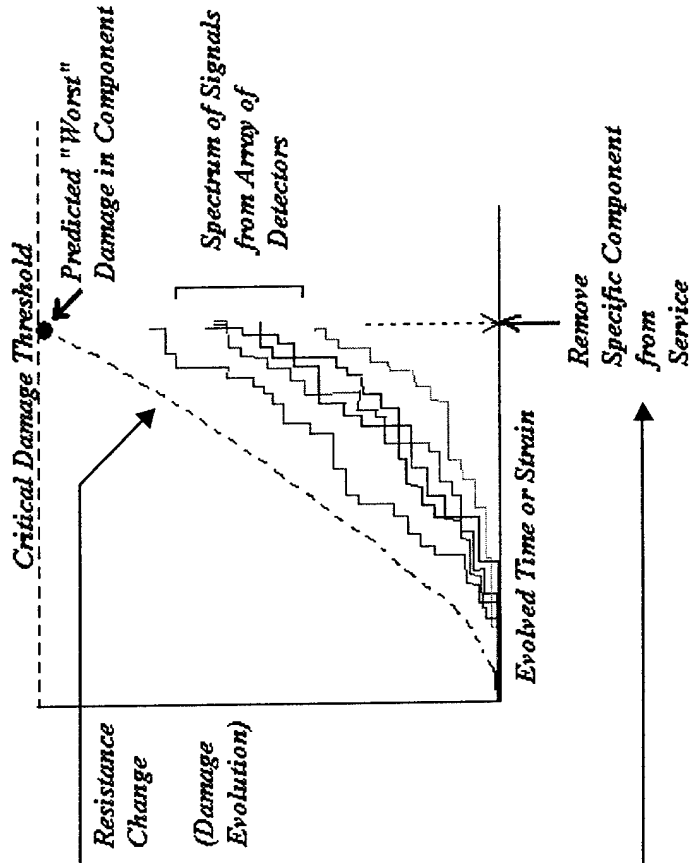 Critical Damage Threshold
Predicted "Worst"
Damage in Component
Resistance
Change
(Damage
Evolution)
Spectrum of Signals
from Array of
Detectors
Evolved Time or Strain
Remove
Specific Component
from
Service